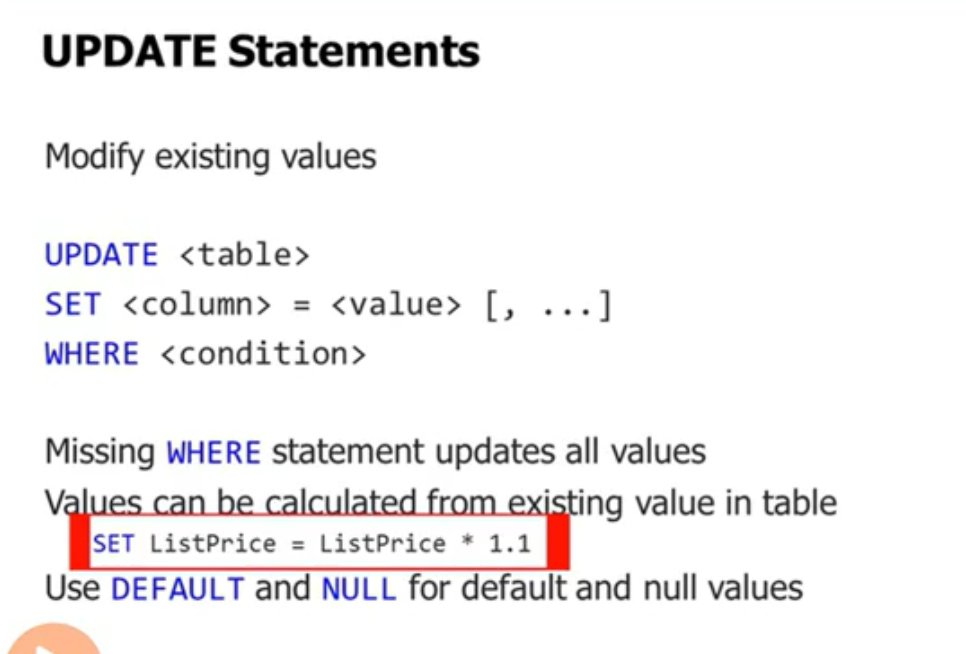 UPDATE Statements
Modify existing values
UPDATE <table>
SET <column> = <value> [, ...]
WHERE <condition>
Missing WHERE statement updates all values
Values can be calculated from existing value in table
SET ListPrice = ListPrice * 1.1
Use DEFAULT and NULL for default and null values